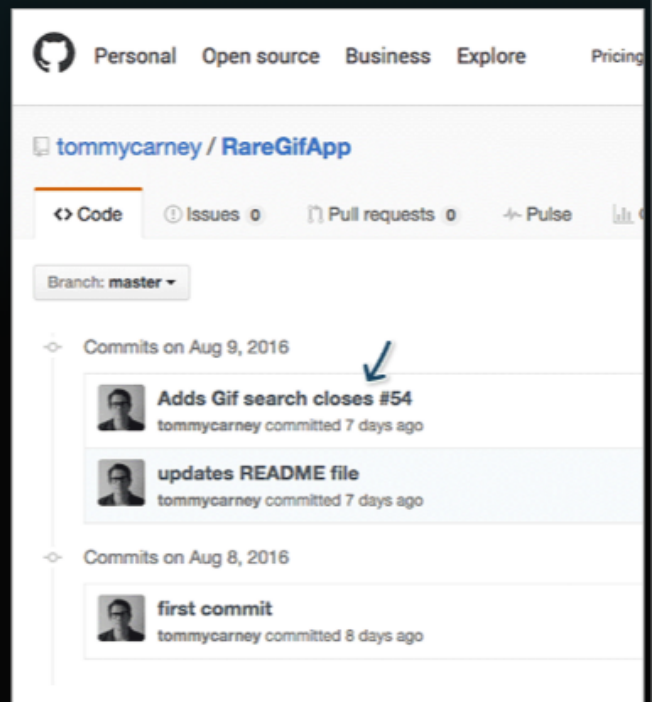 Personal Open source Business Explore Pricing
tommycarney / RareGifApp
<> Code Issues 0 Pull requests 0 Pulse
Branch: master
Commits on Aug 9, 2016
Adds Gif search closes #54
tommycarney committed 7 days ago
updates README file
tommycarney committed 7 days ago
Commits on Aug 8, 2016
first commit
tommycarney committed 8 days ago